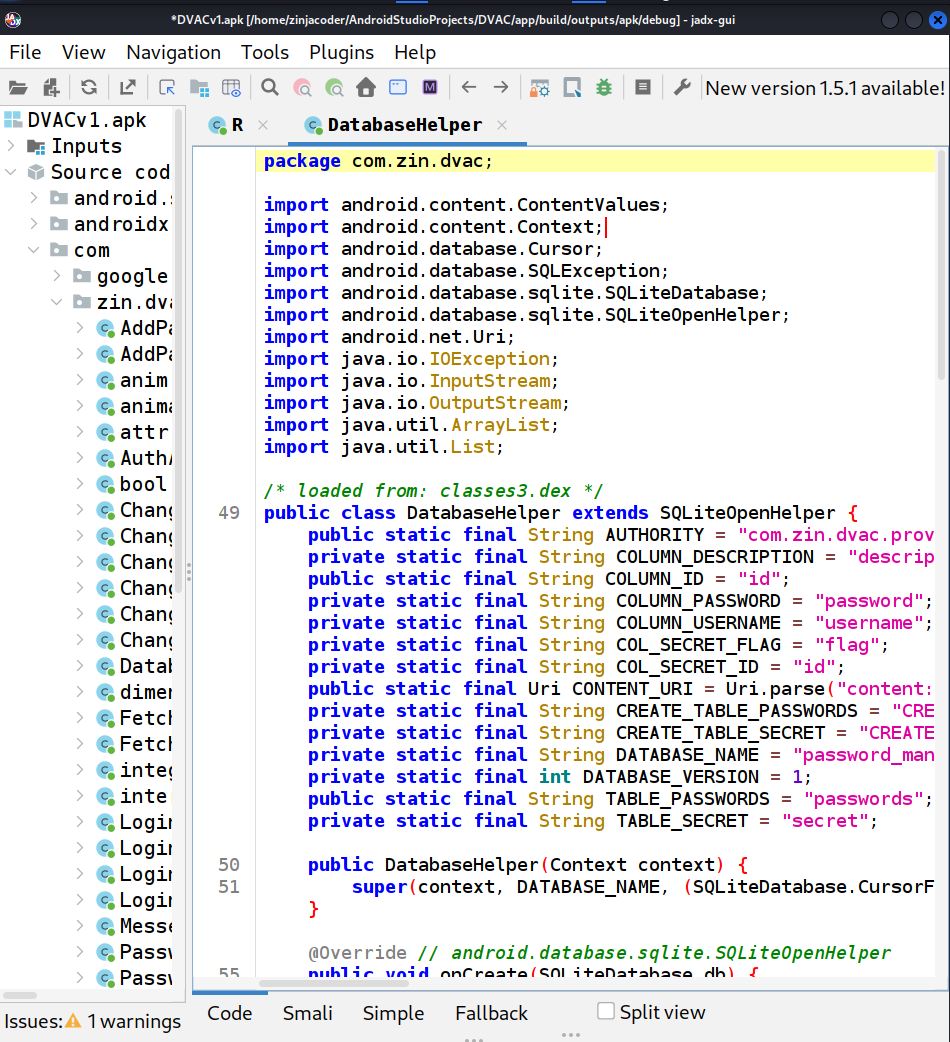 *DVACv1.apk [/home/zinjacoder/AndroidStudioProjects/DVAC/app/build/outputs/apk/debug] - jadx-gui
File View Navigation Tools Plugins Help
New version 1.5.1 available!
DVACv1.apk
Inputs
Source cod
android.s
androidx
com
google
zin.dva
AddPa
AddPa
anim
anima
attr
AuthA
bool
Chang
Chang
Chang
Chang
Chang
Chang
Datab
dimen
Fetch
Fetch
integ
inte
Login
Login
Login
Login
Messe
Passw
Passw
R
DatabaseHelper
package com.zin.dvac;
import android.content.ContentValues;
import android.content.Context;
import android.database.Cursor;
import android.database.SQLException;
import android.database.sqlite.SQLiteDatabase;
import android.database.sqlite.SQLiteOpenHelper;
import android.net.Uri;
import java.io.IOException;
import java.io.InputStream;
import java.io.OutputStream;
import java.util.ArrayList;
import java.util.List;
/* loaded from: classes3.dex */
49 public class DatabaseHelper extends SQLiteOpenHelper {
public static final String AUTHORITY = "com.zin.dvac.prov
private static final String COLUMN_DESCRIPTION = "descrip
public static final String COLUMN_ID = "id";
private static final String COLUMN_PASSWORD = "password";
private static final String COLUMN_USERNAME = "username";
private static final String COL_SECRET_FLAG = "flag";
private static final String COL_SECRET_ID = "id";
public static final Uri CONTENT_URI = Uri.parse("content:
private static final String CREATE_TABLE_PASSWORDS = "CRE
private static final String CREATE_TABLE_SECRET = "CREATE
private static final String DATABASE_NAME = "password_man
private static final int DATABASE_VERSION = 1;
public static final String TABLE_PASSWORDS = "passwords";
private static final String TABLE_SECRET = "secret";
50 public DatabaseHelper(Context context) {
51 super(context, DATABASE_NAME, (SQLiteDatabase.CursorF
}
@Override // android.database.sqlite.SQLiteOpenHelper
55 public void onCreate(SQLiteDatabase db) {
Issues: 1 warnings
Code Smali Simple Fallback Split view